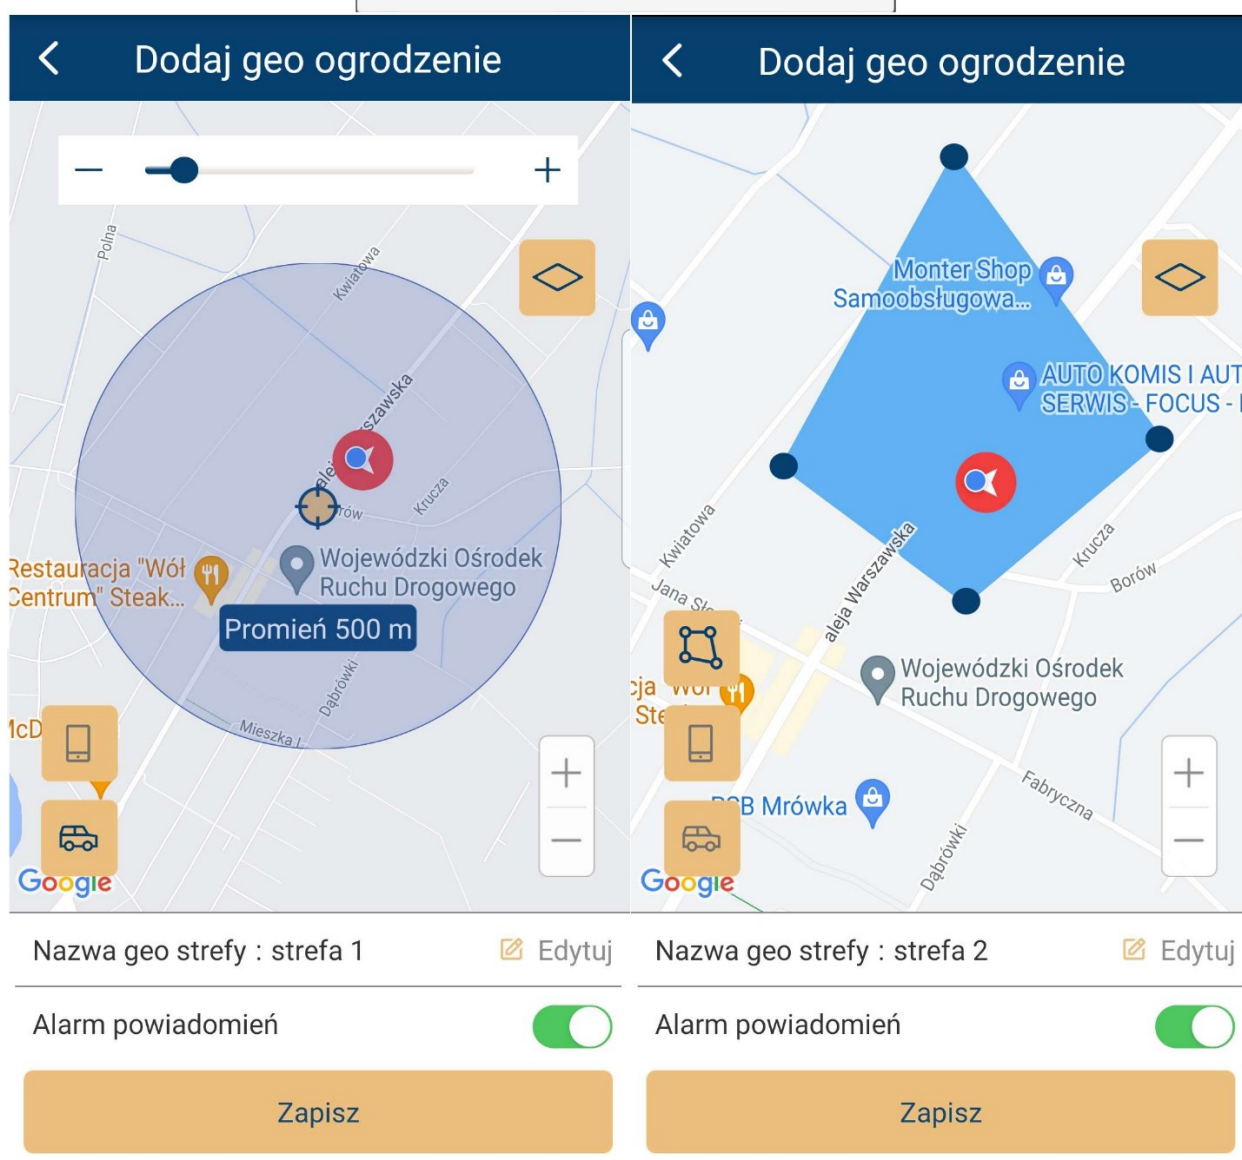 Dodaj geo ogrodzenie
Polna
Kwiatowa
aleja Warszawska
Krucza
Restauracja "Wół
Centrum" Steak...
Wojewódzki Ośrodek
Ruchu Drogowego
Promień 500 m
Dąbrówki
Mieszka I
Google
Nazwa geo strefy : strefa 1
Edytuj
Alarm powiadomień
Zapisz
Dodaj geo ogrodzenie
Monter Shop
Samoobsługowa...
AUTO KOMIS I AUT
SERWIS - FOCUS -
Kwiatowa
aleja Warszawska
Krucza
Borów
Jana
Wojewódzki Ośrodek
Ruchu Drogowego
Fabryczna
Mrówka
Dąbrówki
Google
Nazwa geo strefy : strefa 2
Edytuj
Alarm powiadomień
Zapisz